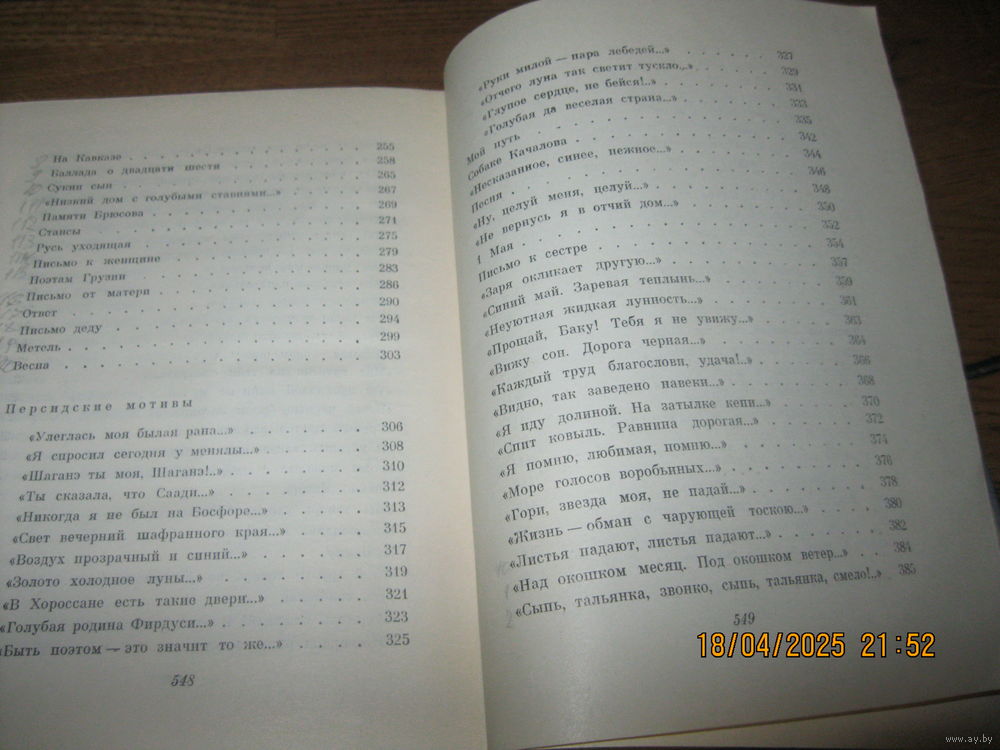 На Кавказе . . . . . . . . . . . 255
Баллада о двадцати шести . . . . . . 258
Сукин сын . . . . . . . . . . . 265
«Низкий дом с голубыми ставнями...» . . . . 267
Памяти Брюсова . . . . . . . . . . 269
Стансы . . . . . . . . . . . . 271
Русь уходящая . . . . . . . . . . 275
Письмо к женщине . . . . . . . . . 279
Поэтам Грузии . . . . . . . . . . 283
Письмо от матери . . . . . . . . . 286
Ответ . . . . . . . . . . . . 290
Письмо деду . . . . . . . . . . . 294
Метель . . . . . . . . . . . . 299
Весна . . . . . . . . . . . . 303
Персидские мотивы
«Улеглась моя былая рана...» . . . . . . 306
«Я спросил сегодня у менялы...» . . . . . 308
«Шаганэ ты моя, Шаганэ!..» . . . . . . 310
«Ты сказала, что Саади...» . . . . . . 312
«Никогда я не был на Босфоре...» . . . . 313
«Свет вечерний шафранного края...» . . . . 315
«Воздух прозрачный и синий...» . . . . . 317
«Золото холодное луны...» . . . . . . . 319
«В Хороссане есть такие двери...» . . . . 321
«Голубая родина Фирдуси...» . . . . . . 323
«Быть поэтом — это значит то же...» . . . . 325
548
«Руки милой — пара лебедей...» . . . . . 327
«Отчего луна так светит тускло...» . . . . 329
«Глупое сердце, не бейся!..» . . . . . . 331
«Голубая да веселая страна...» . . . . . 333
Мой путь . . . . . . . . . . . 335
Собаке Качалова . . . . . . . . . 342
«Несказанное, синее, нежное...» . . . . . 344
Песня . . . . . . . . . . . . 346
«Ну, целуй меня, целуй...» . . . . . . 348
«Не вернусь я в отчий дом...» . . . . . 350
1 Мая . . . . . . . . . . . . 352
Письмо к сестре . . . . . . . . . 354
«Заря окликает другую...» . . . . . . 357
«Синий май. Заревая теплынь...» . . . . . 359
«Неуютная жидкая лунность...» . . . . . 361
«Прощай, Баку! Тебя я не увижу...» . . . . 363
«Вижу сон. Дорога черная...» . . . . . . 364
«Каждый труд благослови, удача!..» . . . . 366
«Видно, так заведено навеки...» . . . . . 368
«Я иду долиной. На затылке кепи...» . . . . 370
«Спит ковыль. Равнина дорогая...» . . . . 372
«Я помню, любимая, помню...» . . . . . 374
«Море голосов воробьиных...» . . . . . . 376
«Гори, звезда моя, не падай...» . . . . . 378
«Жизнь — обман с чарующей тоскою...» . . . 380
«Листья падают, листья падают...» . . . . 382
«Над окошком месяц. Под окошком ветер...» . . 384
«Сыпь, тальянка, звонко, сыпь, тальянка, смело!..» 385
549
18/04/2025 21:52
www.ay.by